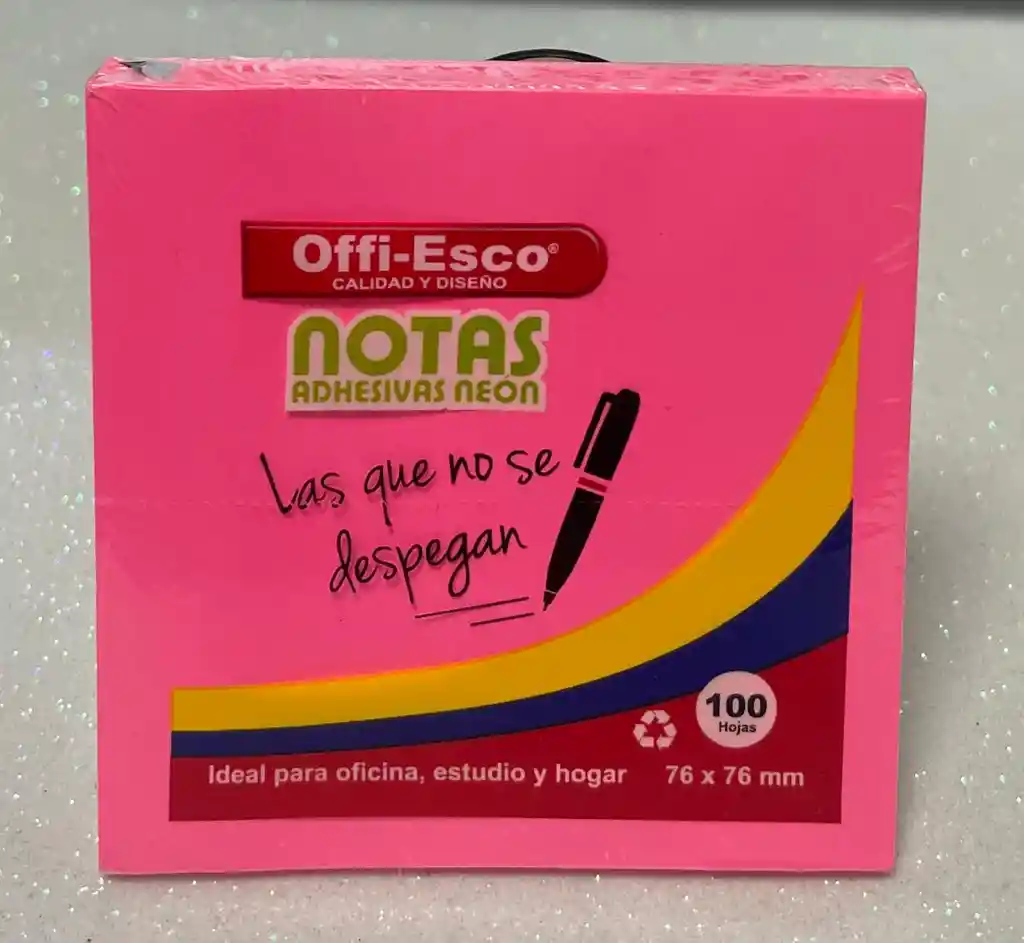 Offi-Esco®
CALIDAD Y DISEÑO
NOTAS
ADHESIVAS NEÓN
Las que no se
despegan
100
Hojas
Ideal para oficina, estudio y hogar 76 x 76 mm